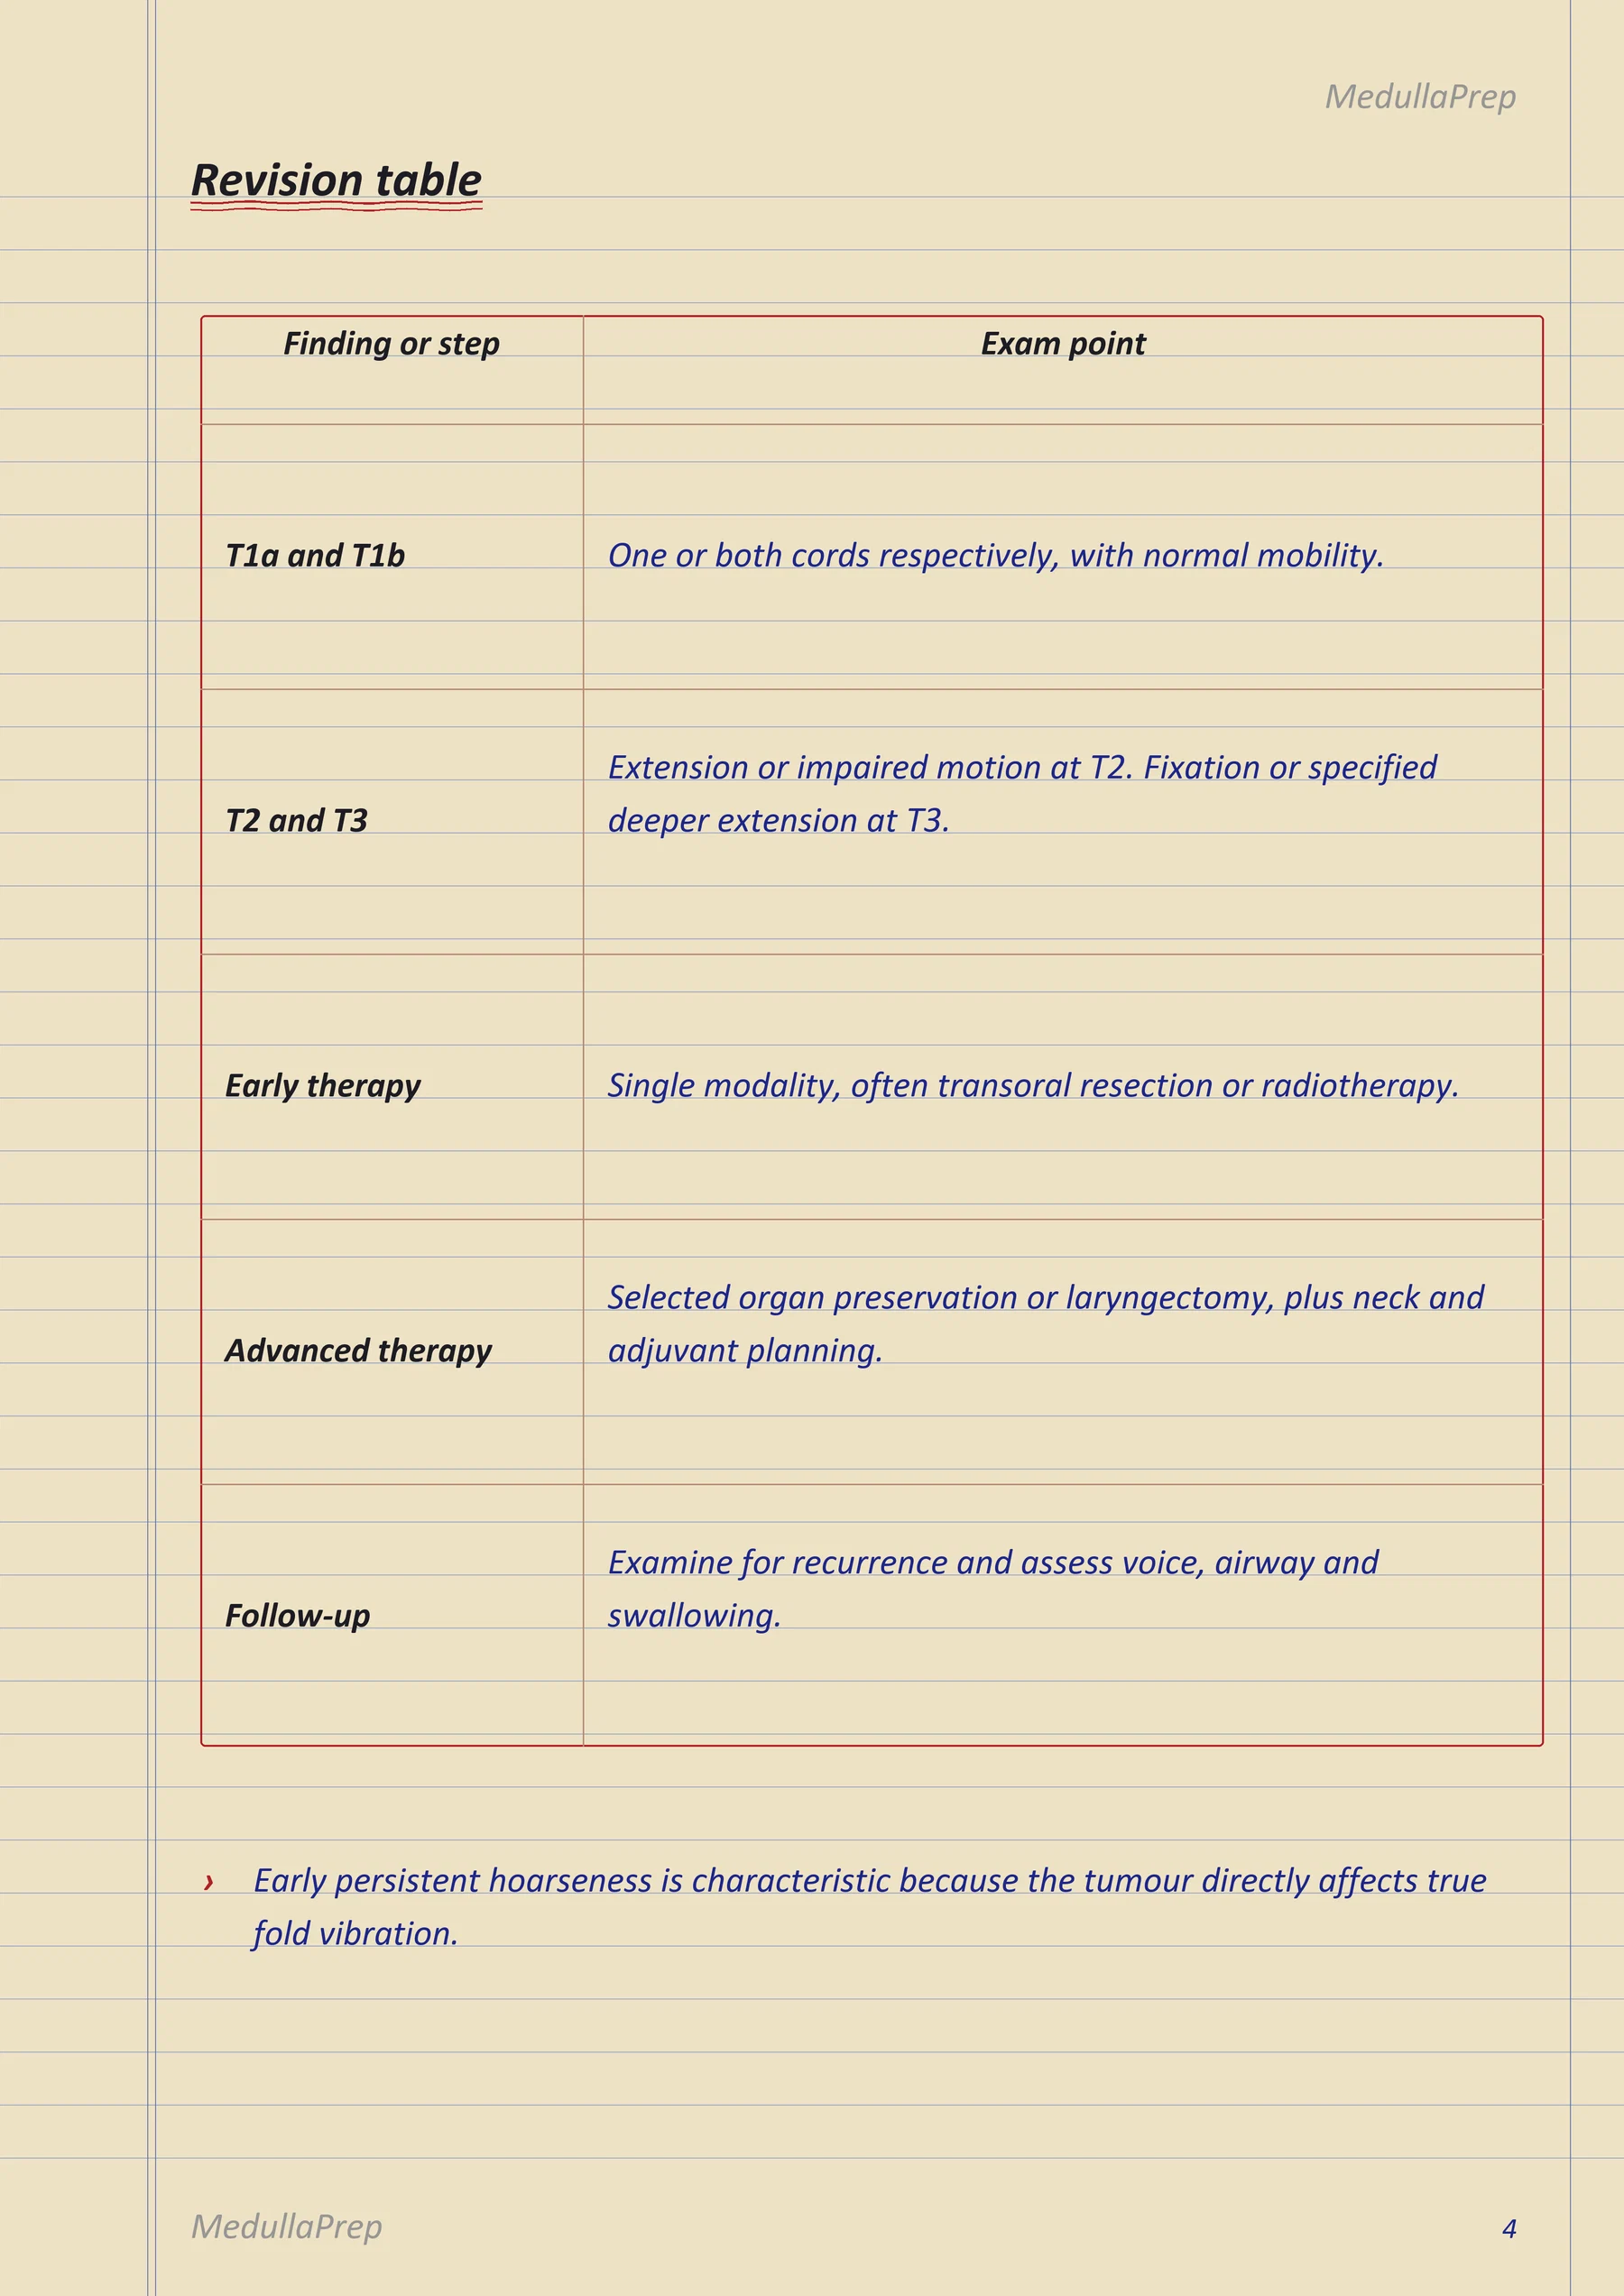 MedullaPrep
Revision table
Finding or step
Exam point
T1a and T1b
One or both cords respectively, with normal mobility.
T2 and T3
Extension or impaired motion at T2. Fixation or specified
deeper extension at T3.
Early therapy
Single modality, often transoral resection or radiotherapy.
Advanced therapy
Selected organ preservation or laryngectomy, plus neck and
adjuvant planning.
Follow-up
Examine for recurrence and assess voice, airway and
swallowing.
› Early persistent hoarseness is characteristic because the tumour directly affects true
fold vibration.
MedullaPrep
4